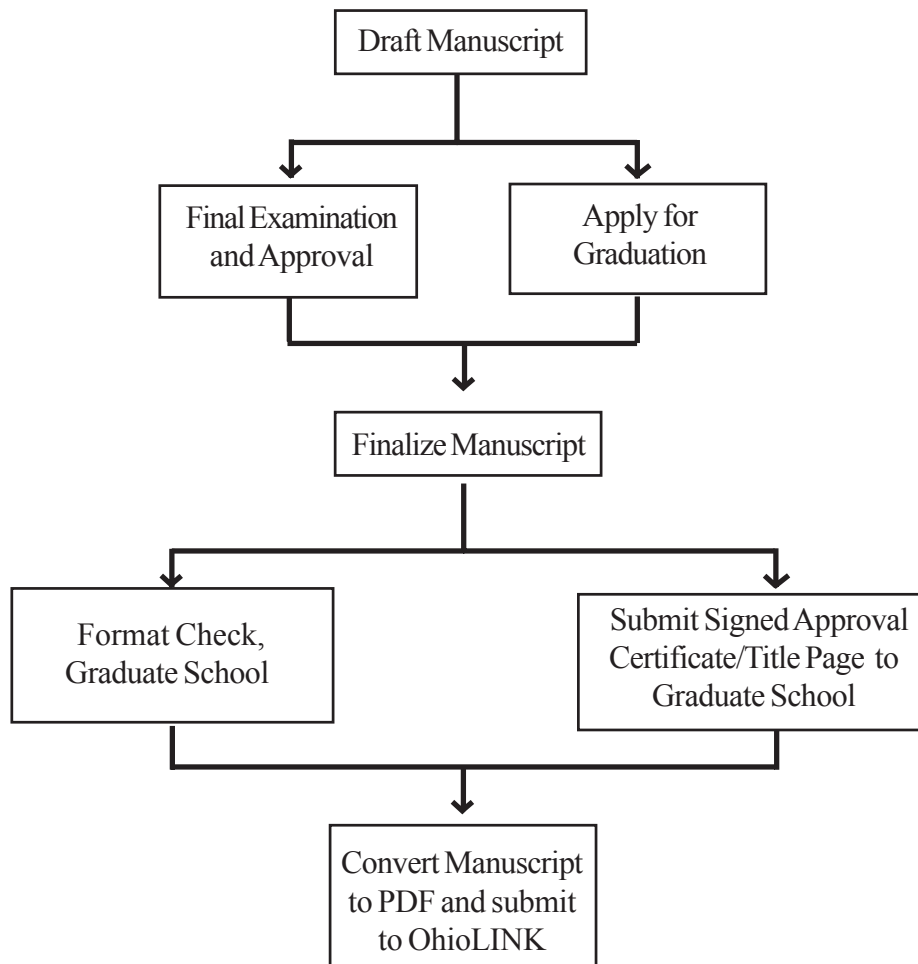 Draft Manuscript
Final Examination
and Approval
Apply for
Graduation
Finalize Manuscript
Format Check,
Graduate School
Submit Signed Approval
Certificate/Title Page to
Graduate School
Convert Manuscript
to PDF and submit
to OhioLINK